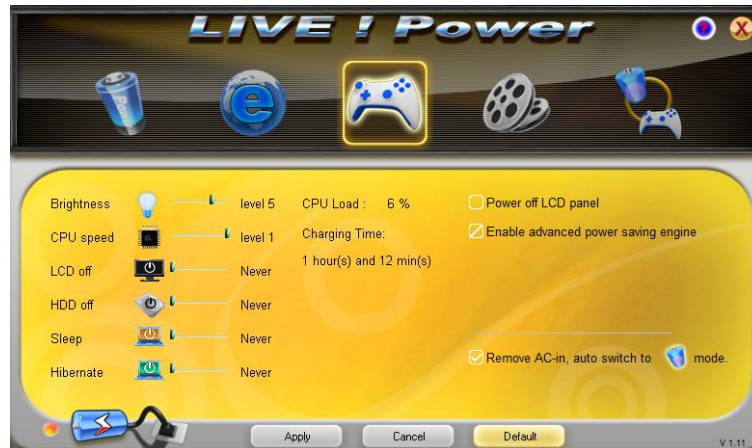 LIVE ! Power
?
X
Power
e
Brightness
level 5
CPU Load : 6 %
Power off LCD panel
CPU speed
level 1
Charging Time:
Enable advanced power saving engine
LCD off
Never
1 hour(s) and 12 min(s)
HDD off
Never
Sleep
Never
Remove AC-in, auto switch to mode.
Hibernate
Never
Apply
Cancel
Default
V 1.11